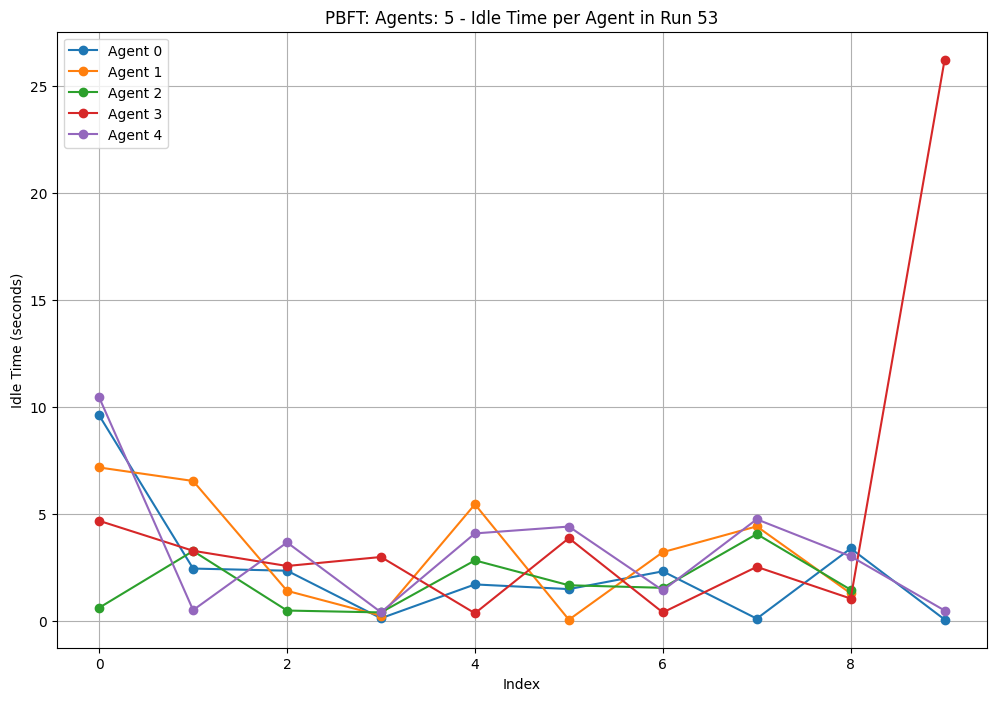 PBFT: Agents: 5 - Idle Time per Agent in Run 53
Agent 0
Agent 1
Agent 2
Agent 3
Agent 4
Idle Time (seconds)
25
20
15
10
5
0
0 2 4 6 8
Index